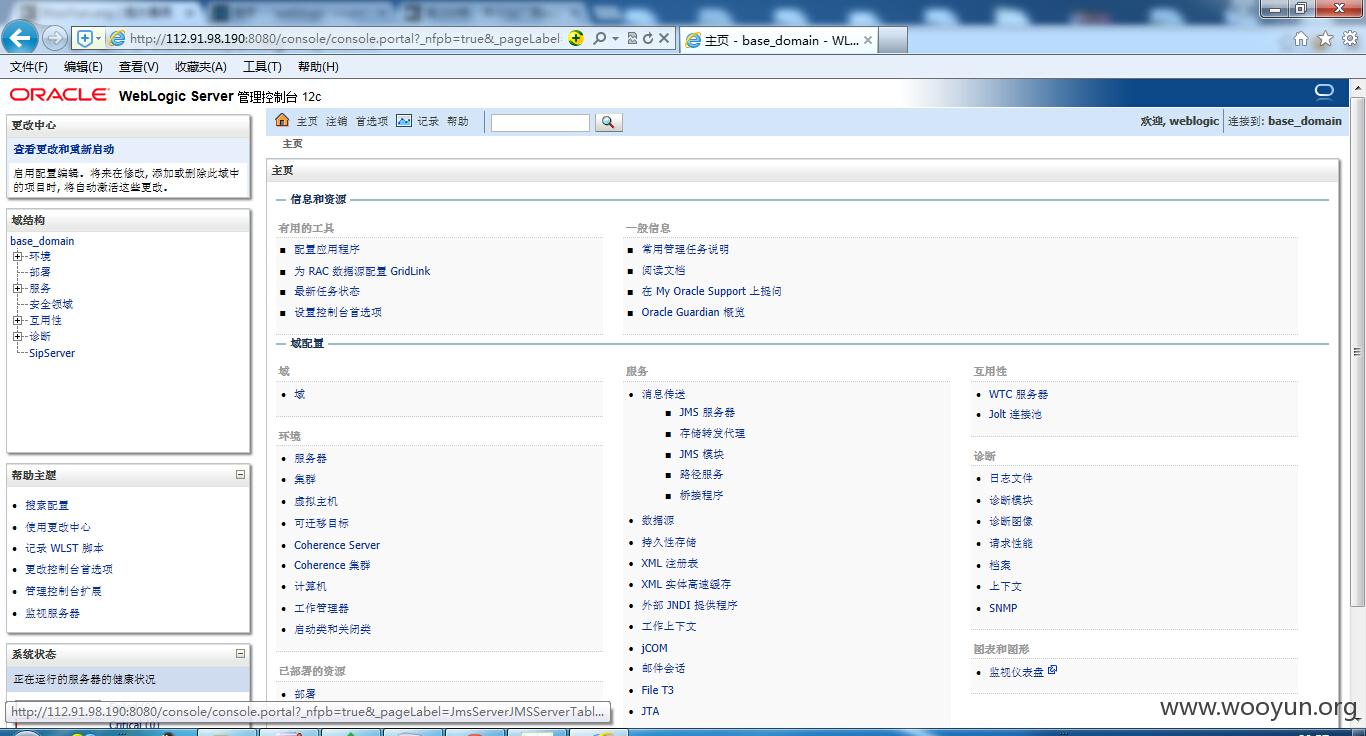 http://112.91.98.190:8080/console/console.portal?_nfpb=true&_pageLabel
主页 - base_domain - WL...
文件(F) 编辑(E) 查看(V) 收藏夹(A) 工具(T) 帮助(H)
ORACLE WebLogic Server 管理控制台 12c
更改中心
查看更改和重新启动
启用配置编辑。将来在修改, 添加或删除此域中
的项目时, 将自动激活这些更改。
域结构
base_domain
环境
部署
服务
安全领域
互用性
诊断
SipServer
帮助主题
搜索配置
使用更改中心
记录 WLST 脚本
更改控制台首选项
管理控制台扩展
监视服务器
系统状态
正在运行的服务器的健康状况
主页 注销 首选项 记录 帮助
欢迎, weblogic 连接到: base_domain
主页
主页
信息和资源
有用的工具
配置应用程序
为 RAC 数据源配置 GridLink
最新任务状态
设置控制台首选项
一般信息
常用管理任务说明
阅读文档
在 My Oracle Support 上提问
Oracle Guardian 概览
域配置
域
域
环境
服务器
集群
虚拟主机
可迁移目标
Coherence Server
Coherence 集群
计算机
工作管理器
启动类和关闭类
已部署的资源
部署
服务
消息传送
JMS 服务器
存储转发代理
JMS 模块
路径服务
桥接程序
数据源
持久性存储
XML 注册表
XML 实体高速缓存
外部 JNDI 提供程序
工作上下文
jCOM
邮件会话
File T3
JTA
互用性
WTC 服务器
Jolt 连接池
诊断
日志文件
诊断模块
诊断图像
请求性能
档案
上下文
SNMP
图表和图形
监视仪表盘
http://112.91.98.190:8080/console/console.portal?_nfpb=true&_pageLabel=JmsServerJMSServerTabl...
www.wooyun.org